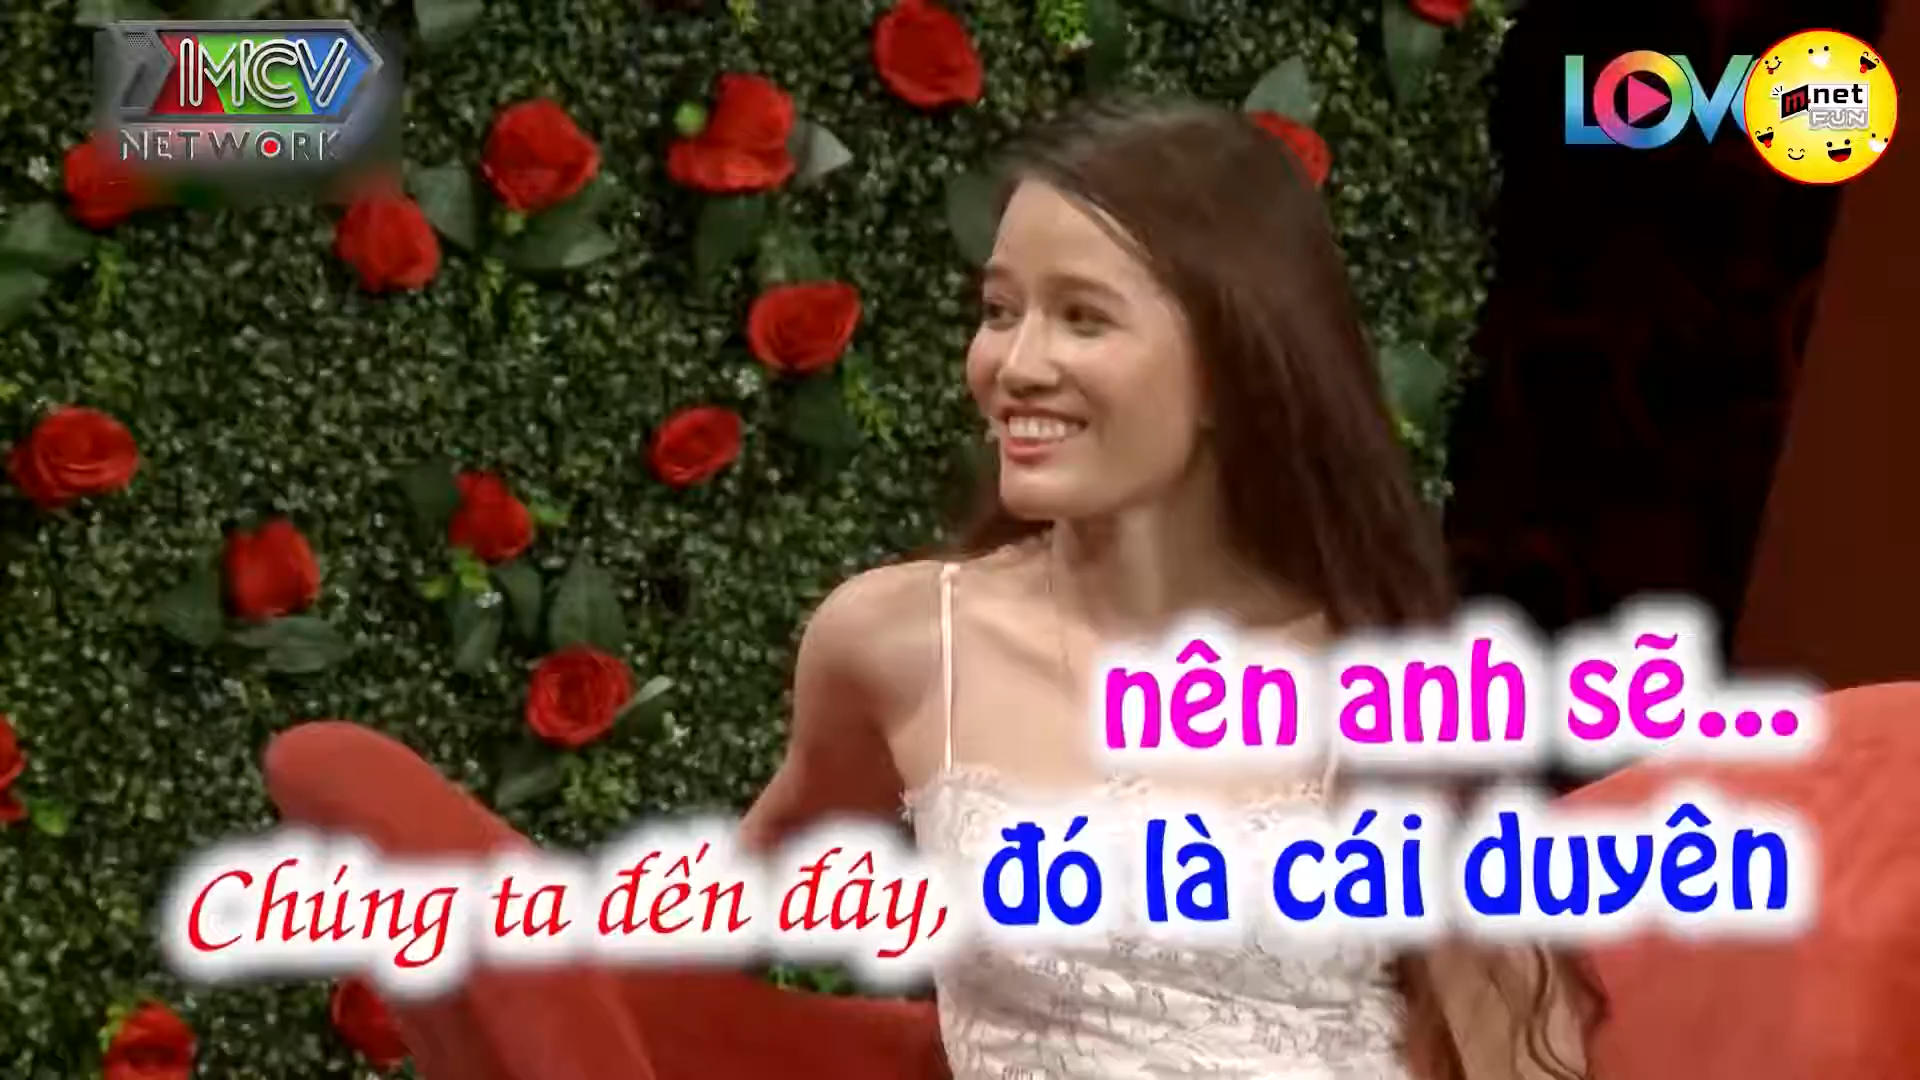 MCV
NETWORK
LOV
m.net
FUN
nên anh sẽ...
Chúng ta đến đây, đó là cái duyên